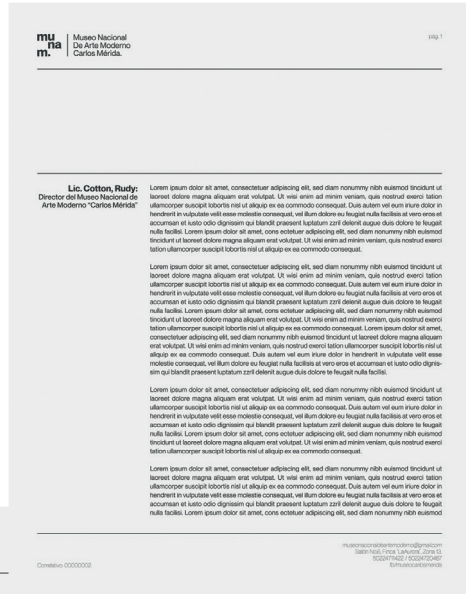 mu
na
m.
Museo Nacional
De Arte Moderno
Carlos Mérida.
pág. 1
Lic. Cotton, Rudy:
Director del Museo Nacional de
Arte Moderno "Carlos Mérida"
Lorem ipsum dolor sit amet, consectetuer adipiscing elit, sed diam nonummy nibh euismod tincidunt ut
laoreet dolore magna aliquam erat volutpat. Ut wisi enim ad minim veniam, quis nostrud exerci tation
ullamcorper suscipit lobortis nisl ut aliquip ex ea commodo consequat. Duis autem vel eum iriure dolor in
hendrerit in vulputate velit esse molestie consequat, vel illum dolore eu feugiat nulla facilisis at vero eros et
accumsan et iusto odio dignissim qui blandit praesent luptatum zzril delenit augue duis dolore te feugait
nulla facilisi. Lorem ipsum dolor sit amet, cons ectetuer adipiscing elit, sed diam nonummy nibh euismod
tincidunt ut laoreet dolore magna aliquam erat volutpat. Ut wisi enim ad minim veniam, quis nostrud exerci
tation ullamcorper suscipit lobortis nisl ut aliquip ex ea commodo consequat.
Lorem ipsum dolor sit amet, consectetuer adipiscing elit, sed diam nonummy nibh euismod tincidunt ut
laoreet dolore magna aliquam erat volutpat. Ut wisi enim ad minim veniam, quis nostrud exerci tation
ullamcorper suscipit lobortis nisl ut aliquip ex ea commodo consequat. Duis autem vel eum iriure dolor in
hendrerit in vulputate velit esse molestie consequat, vel illum dolore eu feugiat nulla facilisis at vero eros et
accumsan et iusto odio dignissim qui blandit praesent luptatum zzril delenit augue duis dolore te feugait
nulla facilisi. Lorem ipsum dolor sit amet, cons ectetuer adipiscing elit, sed diam nonummy nibh euismod
tincidunt ut laoreet dolore magna aliquam erat volutpat. Ut wisi enim ad minim veniam, quis nostrud exerci
tation ullamcorper suscipit lobortis nisl ut aliquip ex ea commodo consequat. Lorem ipsum dolor sit amet,
consectetuer adipiscing elit, sed diam nonummy nibh euismod tincidunt ut laoreet dolore magna aliquam
erat volutpat. Ut wisi enim ad minim veniam, quis nostrud exerci tation ullamcorper suscipit lobortis nisl ut
aliquip ex ea commodo consequat. Duis autem vel eum iriure dolor in hendrerit in vulputate velit esse
molestie consequat, vel illum dolore eu feugiat nulla facilisis at vero eros et accumsan et iusto odio dignis-
sim qui blandit praesent luptatum zzril delenit augue duis dolore te feugait nulla facilisi.
Lorem ipsum dolor sit amet, consectetuer adipiscing elit, sed diam nonummy nibh euismod tincidunt ut
laoreet dolore magna aliquam erat volutpat. Ut wisi enim ad minim veniam, quis nostrud exerci tation
ullamcorper suscipit lobortis nisl ut aliquip ex ea commodo consequat. Duis autem vel eum iriure dolor in
hendrerit in vulputate velit esse molestie consequat, vel illum dolore eu feugiat nulla facilisis at vero eros et
accumsan et iusto odio dignissim qui blandit praesent luptatum zzril delenit augue duis dolore te feugait
nulla facilisi. Lorem ipsum dolor sit amet, cons ectetuer adipiscing elit, sed diam nonummy nibh euismod
tincidunt ut laoreet dolore magna aliquam erat volutpat. Ut wisi enim ad minim veniam, quis nostrud exerci
tation ullamcorper suscipit lobortis nisl ut aliquip ex ea commodo consequat.
Lorem ipsum dolor sit amet, consectetuer adipiscing elit, sed diam nonummy nibh euismod tincidunt ut
laoreet dolore magna aliquam erat volutpat. Ut wisi enim ad minim veniam, quis nostrud exerci tation
ullamcorper suscipit lobortis nisl ut aliquip ex ea commodo consequat. Duis autem vel eum iriure dolor in
hendrerit in vulputate velit esse molestie consequat, vel illum dolore eu feugiat nulla facilisis at vero eros et
accumsan et iusto odio dignissim qui blandit praesent luptatum zzril delenit augue duis dolore te feugait
nulla facilisi. Lorem ipsum dolor sit amet, cons ectetuer adipiscing elit, sed diam nonummy nibh euismod
museonacionaldeartemoderno@gmail.com
Salón No6, Finca "LaAurora", Zona 13.
Correlativo: 00000002
fb/museocarlosmerida